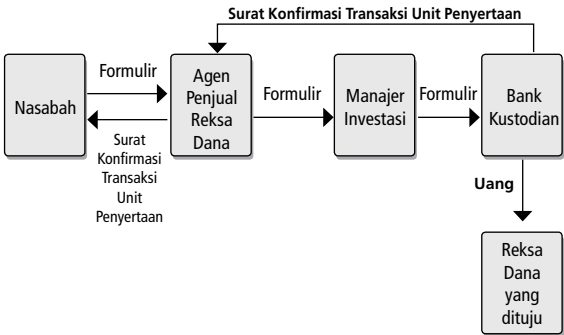 Surat Konfirmasi Transaksi Unit Penyertaan
Nasabah
Formulir
Surat
Konfirmasi
Transaksi
Unit
Penyertaan
Agen
Penjual
Reksa
Dana
Formulir
Manajer
Investasi
Formulir
Bank
Kustodian
Uang
Reksa
Dana
yang
dituju